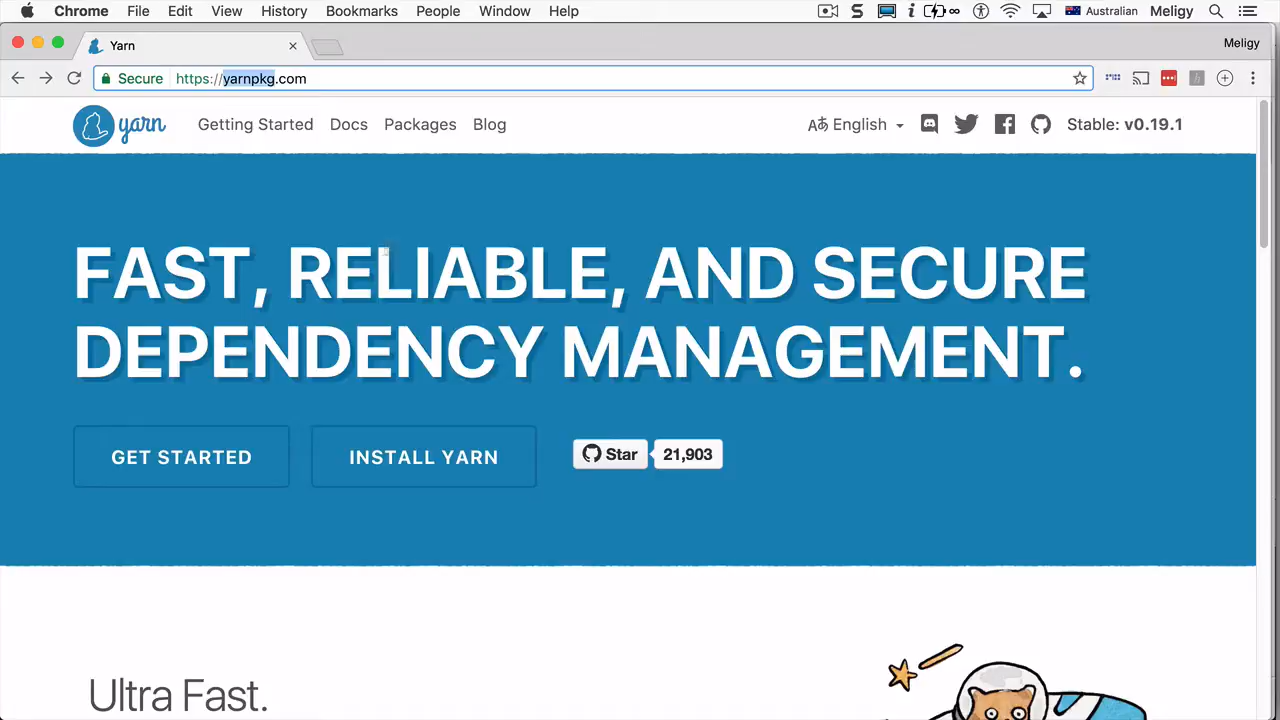 Chrome File Edit View History Bookmarks People Window Help Australian Meligy
Yarn Meligy
Secure https://yarnpkg.com
yarn Getting Started Docs Packages Blog English Stable: v0.19.1
FAST, RELIABLE, AND SECURE
DEPENDENCY MANAGEMENT.
GET STARTED INSTALL YARN Star 21,903
Ultra Fast.